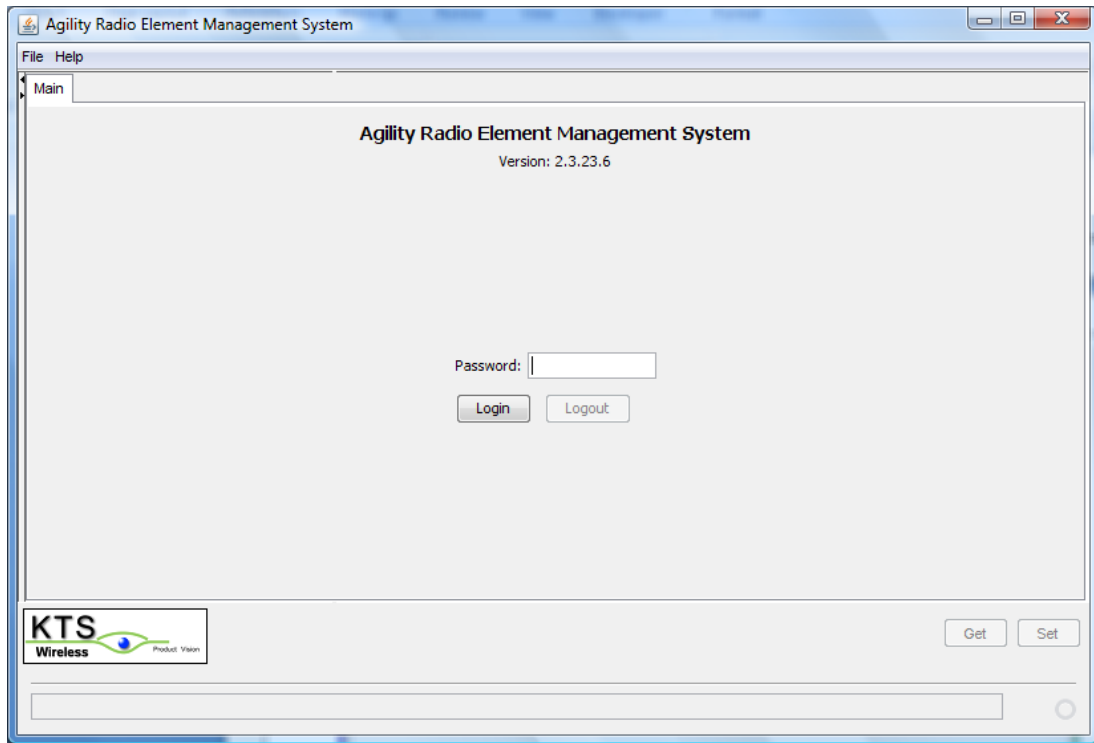 Agility Radio Element Management System
File Help
Main
Agility Radio Element Management System
Version: 2.3.23.6
Password:
Login Logout
KTS
Wireless Product Vision
Get Set